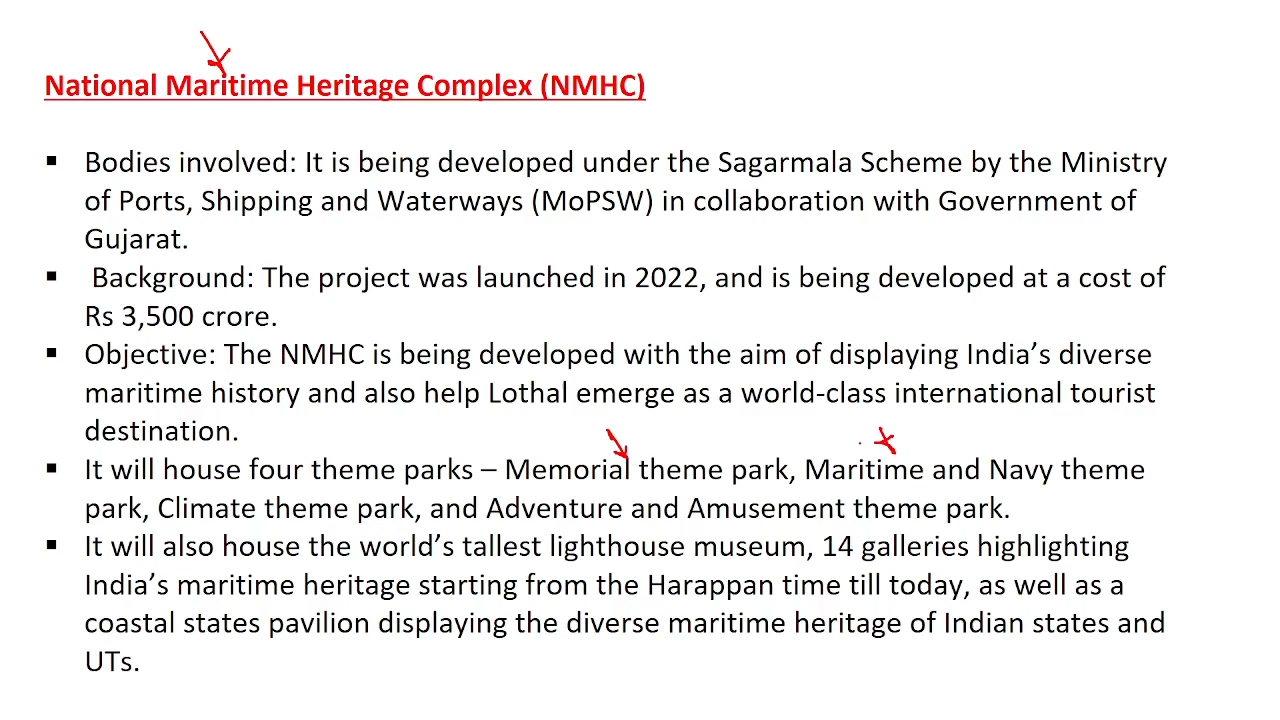 National Maritime Heritage Complex (NMHC)
▪ Bodies involved: It is being developed under the Sagarmala Scheme by the Ministry
of Ports, Shipping and Waterways (MoPSW) in collaboration with Government of
Gujarat.
▪ Background: The project was launched in 2022, and is being developed at a cost of
Rs 3,500 crore.
▪ Objective: The NMHC is being developed with the aim of displaying India’s diverse
maritime history and also help Lothal emerge as a world-class international tourist
destination.
▪ It will house four theme parks – Memorial theme park, Maritime and Navy theme
park, Climate theme park, and Adventure and Amusement theme park.
▪ It will also house the world’s tallest lighthouse museum, 14 galleries highlighting
India’s maritime heritage starting from the Harappan time till today, as well as a
coastal states pavilion displaying the diverse maritime heritage of Indian states and
UTs.